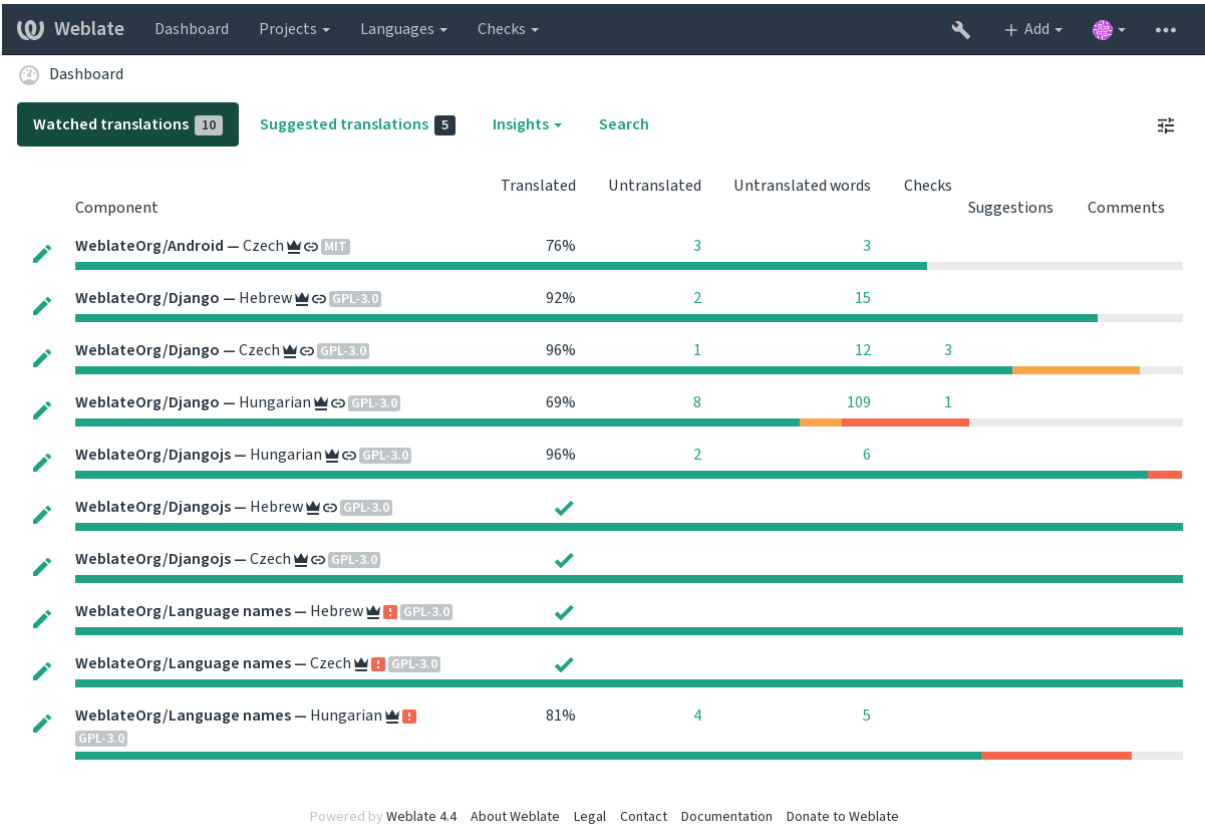 Weblate Dashboard Projects Languages Checks + Add
Dashboard
Watched translations 10 Suggested translations 5 Insights Search
Translated Untranslated Untranslated words Checks
Component Suggestions Comments
WeblateOrg/Android — Czech MIT 76% 3 3
WeblateOrg/Django — Hebrew GPL-3.0 92% 2 15
WeblateOrg/Django — Czech GPL-3.0 96% 1 12 3
WeblateOrg/Django — Hungarian GPL-3.0 69% 8 109 1
WeblateOrg/Djangojs — Hungarian GPL-3.0 96% 2 6
WeblateOrg/Djangojs — Hebrew GPL-3.0
WeblateOrg/Djangojs — Czech GPL-3.0
WeblateOrg/Language names — Hebrew GPL-3.0
WeblateOrg/Language names — Czech GPL-3.0
WeblateOrg/Language names — Hungarian 81% 4 5
GPL-3.0
Powered by Weblate 4.4 About Weblate Legal Contact Documentation Donate to Weblate